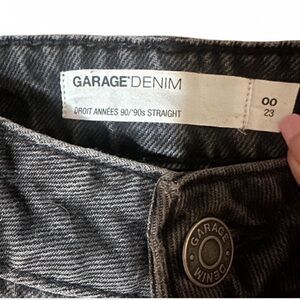 GARAGE® DENIM
DROIT ANNÉES 90/'90s STRAIGHT
00
23
GARAGE
DENIM